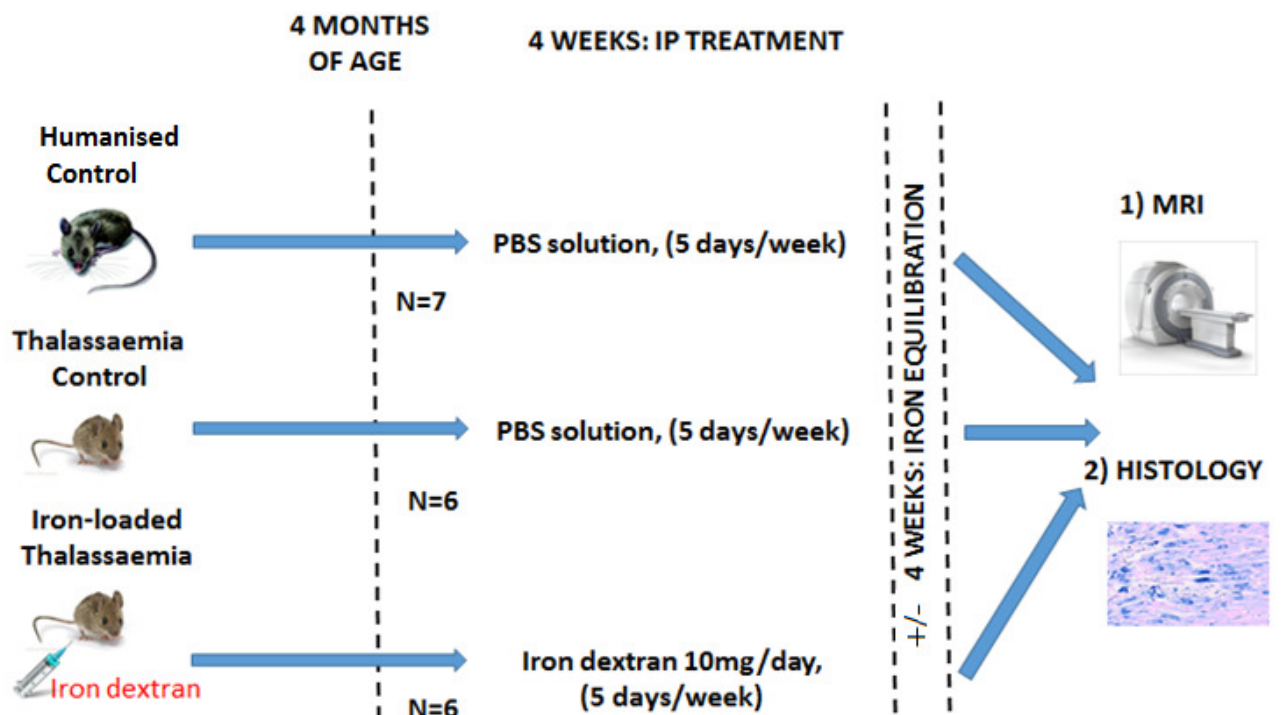 4 MONTHS
OF AGE
4 WEEKS: IP TREATMENT
Humanised
Control
PBS solution, (5 days/week)
N=7
Thalassaemia
Control
PBS solution, (5 days/week)
N=6
Iron-loaded
Thalassaemia
Iron dextran
Iron dextran 10mg/day,
(5 days/week)
N=6
+/- 4 WEEKS: IRON EQUILIBRATION
1) MRI
2) HISTOLOGY